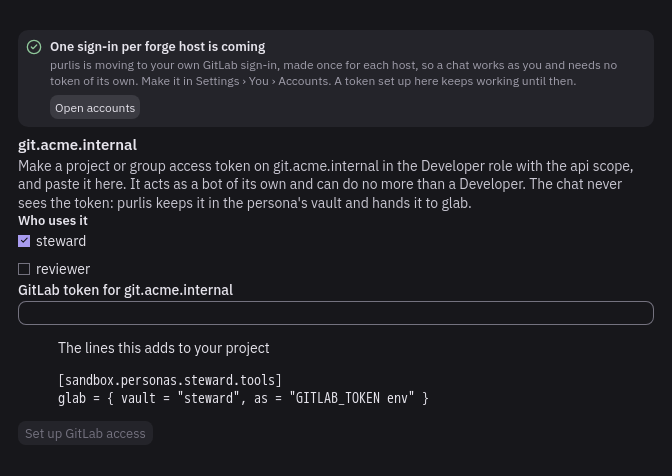 One sign-in per forge host is coming
purlis is moving to your own GitLab sign-in, made once for each host, so a chat works as you and needs no
token of its own. Make it in Settings › You › Accounts. A token set up here keeps working until then.
Open accounts
git.acme.internal
Make a project or group access token on git.acme.internal in the Developer role with the api scope,
and paste it here. It acts as a bot of its own and can do no more than a Developer. The chat never
sees the token: purlis keeps it in the persona's vault and hands it to glab.
Who uses it
steward
reviewer
GitLab token for git.acme.internal
The lines this adds to your project
[sandbox.personas.steward.tools]
glab = { vault = "steward", as = "GITLAB_TOKEN env" }
Set up GitLab access